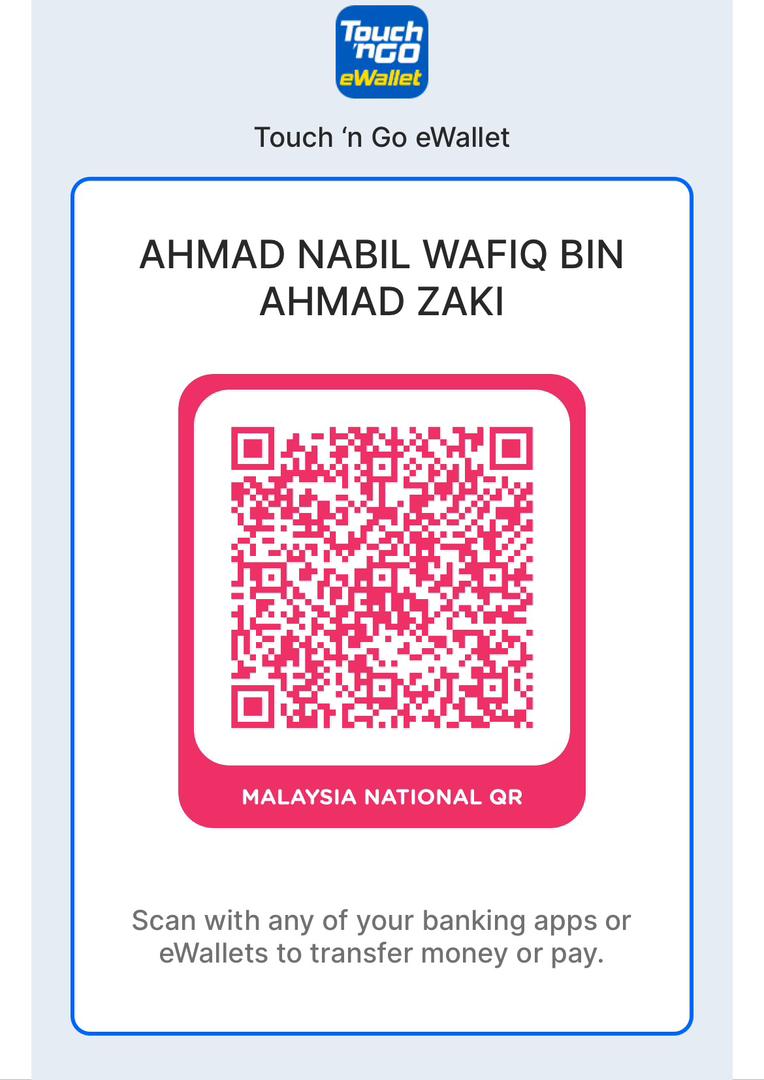 Touch
'nGO
eWallet
Touch ‘n Go eWallet
AHMAD NABIL WAFIQ BIN
AHMAD ZAKI
MALAYSIA NATIONAL QR
Scan with any of your banking apps or
eWallets to transfer money or pay.